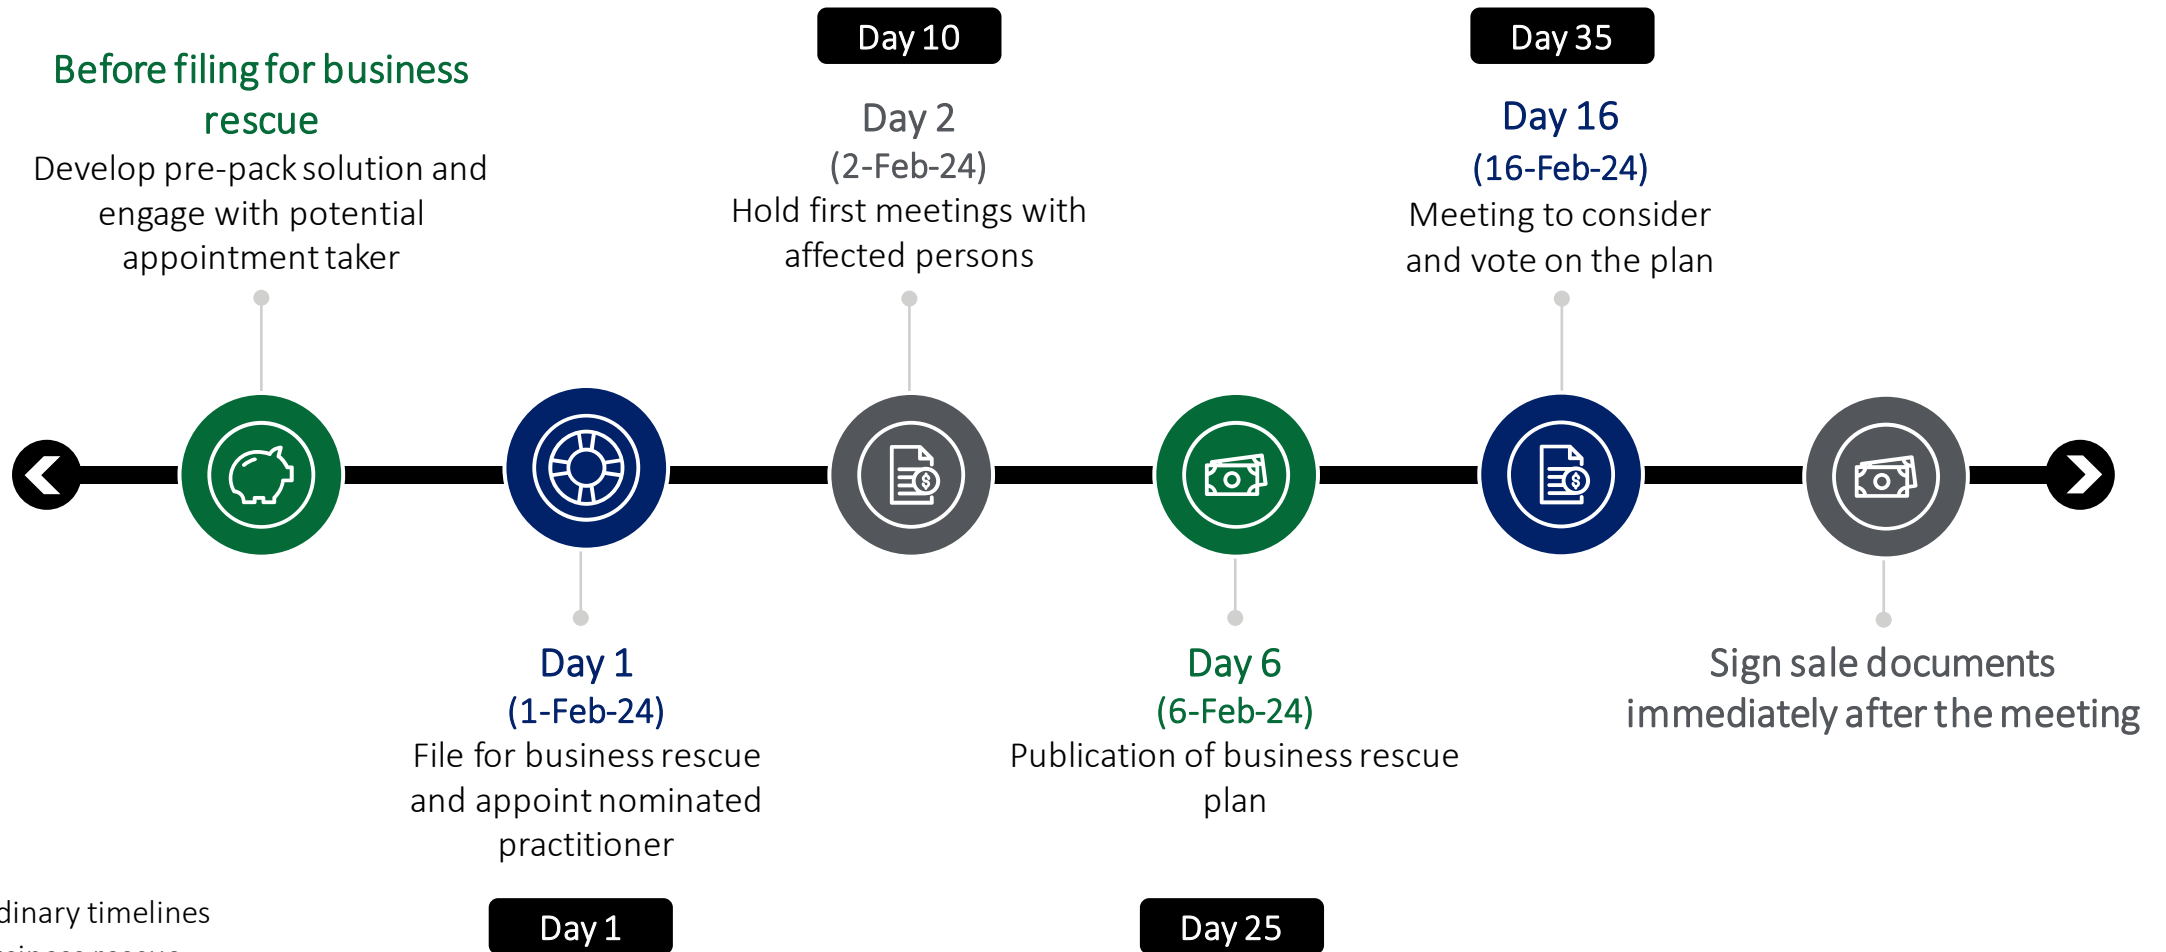 Before filing for business
rescue
Develop pre-pack solution and
engage with potential
appointment taker
Day 1
(1-Feb-24)
File for business rescue
and appoint nominated
practitioner
Day 1
Day 10
Day 2
(2-Feb-24)
Hold first meetings with
affected persons
Day 6
(6-Feb-24)
Publication of business rescue
plan
Day 25
Day 35
Day 16
(16-Feb-24)
Meeting to consider
and vote on the plan
Sign sale documents
immediately after the meeting
dinary timelines